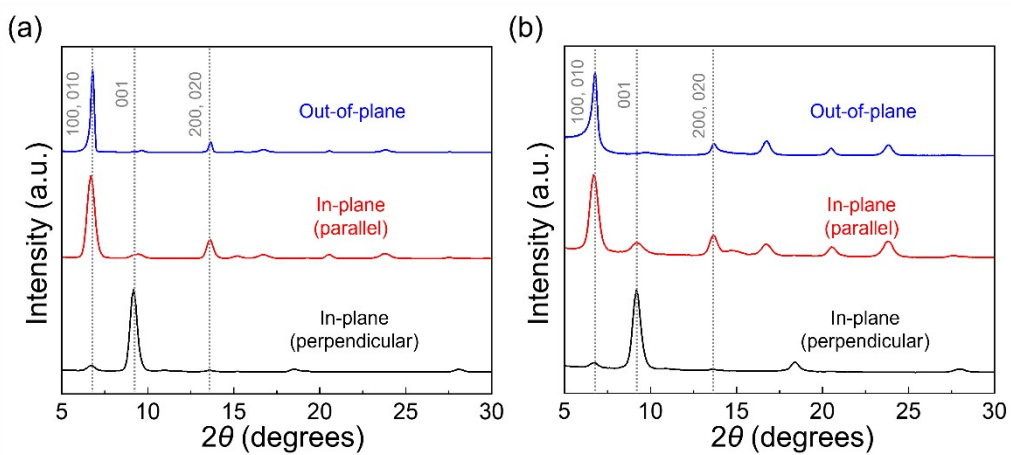 (a)
Intensity (a.u.)
100, 010
001
200, 020
Out-of-plane
In-plane
(parallel)
In-plane
(perpendicular)
5 10 15 20 25 30
2θ (degrees)
(b)
Intensity (a.u.)
100, 010
001
200, 020
Out-of-plane
In-plane
(parallel)
In-plane
(perpendicular)
5 10 15 20 25 30
2θ (degrees)